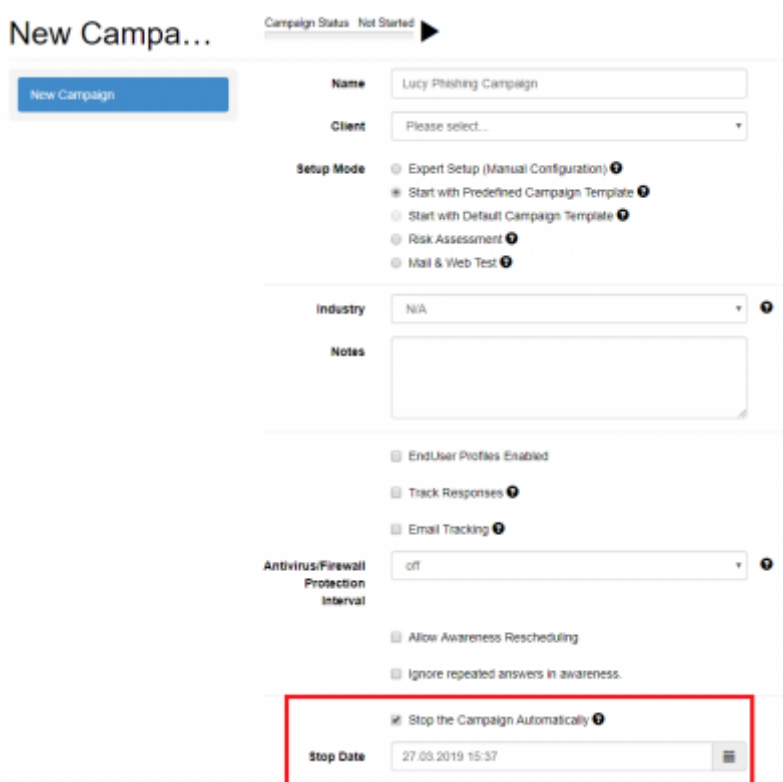 New Campa...
Campaign Status Not Started
New Campaign
Name Lucy Phishing Campaign
Client Please select...
Setup Mode Expert Setup (Manual Configuration)
Start with Predefined Campaign Template
Start with Default Campaign Template
Risk Assessment
Mail & Web Test
Industry N/A
Notes
EndUser Profiles Enabled
Track Responses
Email Tracking
Antivirus/Firewall off
Protection
Interval
Allow Awareness Rescheduling
Ignore repeated answers in awareness.
Stop the Campaign Automatically
Stop Date 27.03.2019 15:37